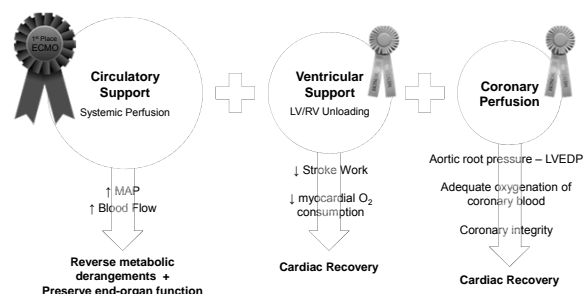 1st Place
ECMO
Circulatory
Support
Systemic Perfusion
↑ MAP
↑ Blood Flow
Reverse metabolic
derangements +
Preserve end-organ function
Ventricular
Support
LV/RV Unloading
↓ Stroke Work
↓ myocardial O₂
consumption
Cardiac Recovery
Coronary
Perfusion
Aortic root pressure – LVEDP
Adequate oxygenation of
coronary blood
Coronary integrity
Cardiac Recovery